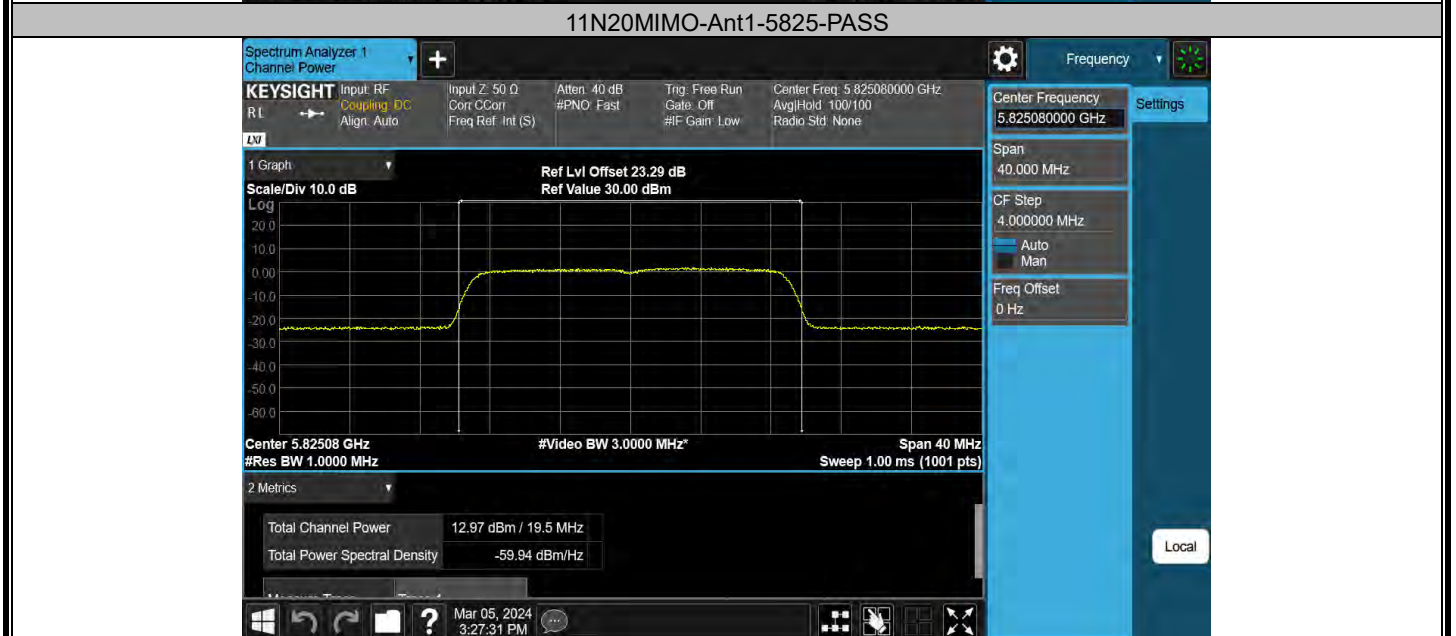 11N20MIMO-Ant1-5825-PASS
Spectrum Analyzer 1
Channel Power
+
Frequency
KEYSIGHT
RL
LXI
Input: RF
Coupling: DC
Align: Auto
Input Z: 50 Ω
Corr CCorr
Freq Ref: Int (S)
Atten: 40 dB
#PNO: Fast
Trig: Free Run
Gate: Off
#IF Gain: Low
Center Freq: 5.825080000 GHz
Avg|Hold: 100/100
Radio Std: None
Center Frequency
5.825080000 GHz
Settings
Span
40.000 MHz
CF Step
4.000000 MHz
Auto
Man
Freq Offset
0 Hz
Local
1 Graph
Scale/Div 10.0 dB
Ref Lvl Offset 23.29 dB
Ref Value 30.00 dBm
Log
20.0
10.0
0.00
-10.0
-20.0
-30.0
-40.0
-50.0
-60.0
Center 5.82508 GHz
#Video BW 3.0000 MHz*
Span 40 MHz
#Res BW 1.0000 MHz
Sweep 1.00 ms (1001 pts)
2 Metrics
Total Channel Power 12.97 dBm / 19.5 MHz
Total Power Spectral Density -59.94 dBm/Hz
?
Mar 05, 2024
3:27:31 PM